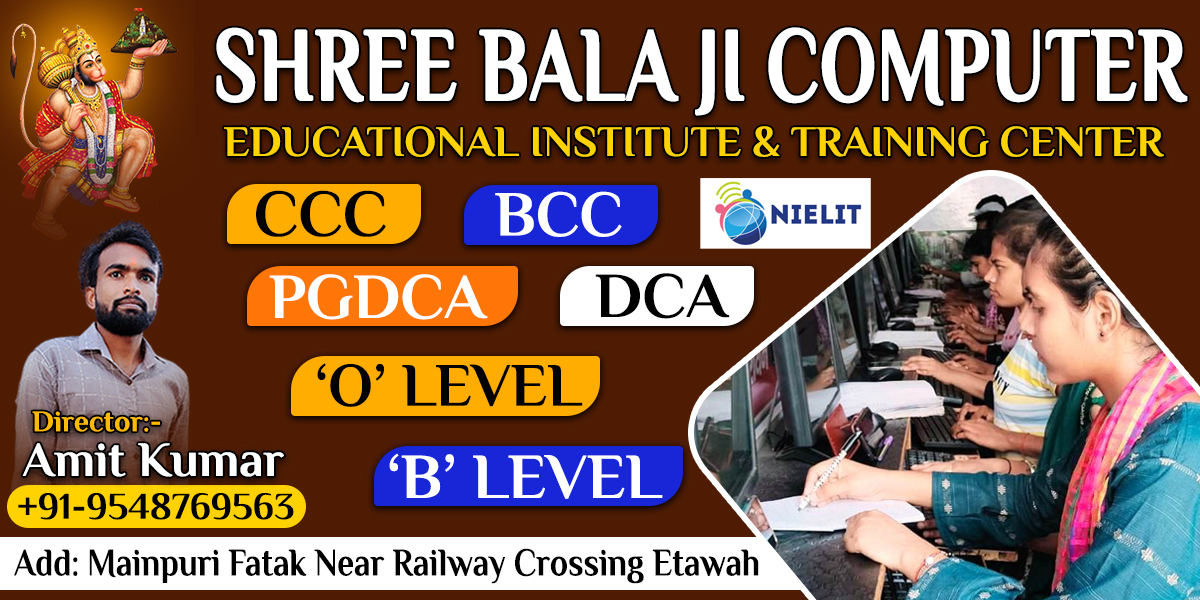 SHREE BALA JI COMPUTER
EDUCATIONAL INSTITUTE & TRAINING CENTER
CCC
BCC
NIELIT
PGDCA
DCA
‘O’ LEVEL
‘B’ LEVEL
Director:-
Amit Kumar
+91-9548769563
Add: Mainpuri Fatak Near Railway Crossing Etawah